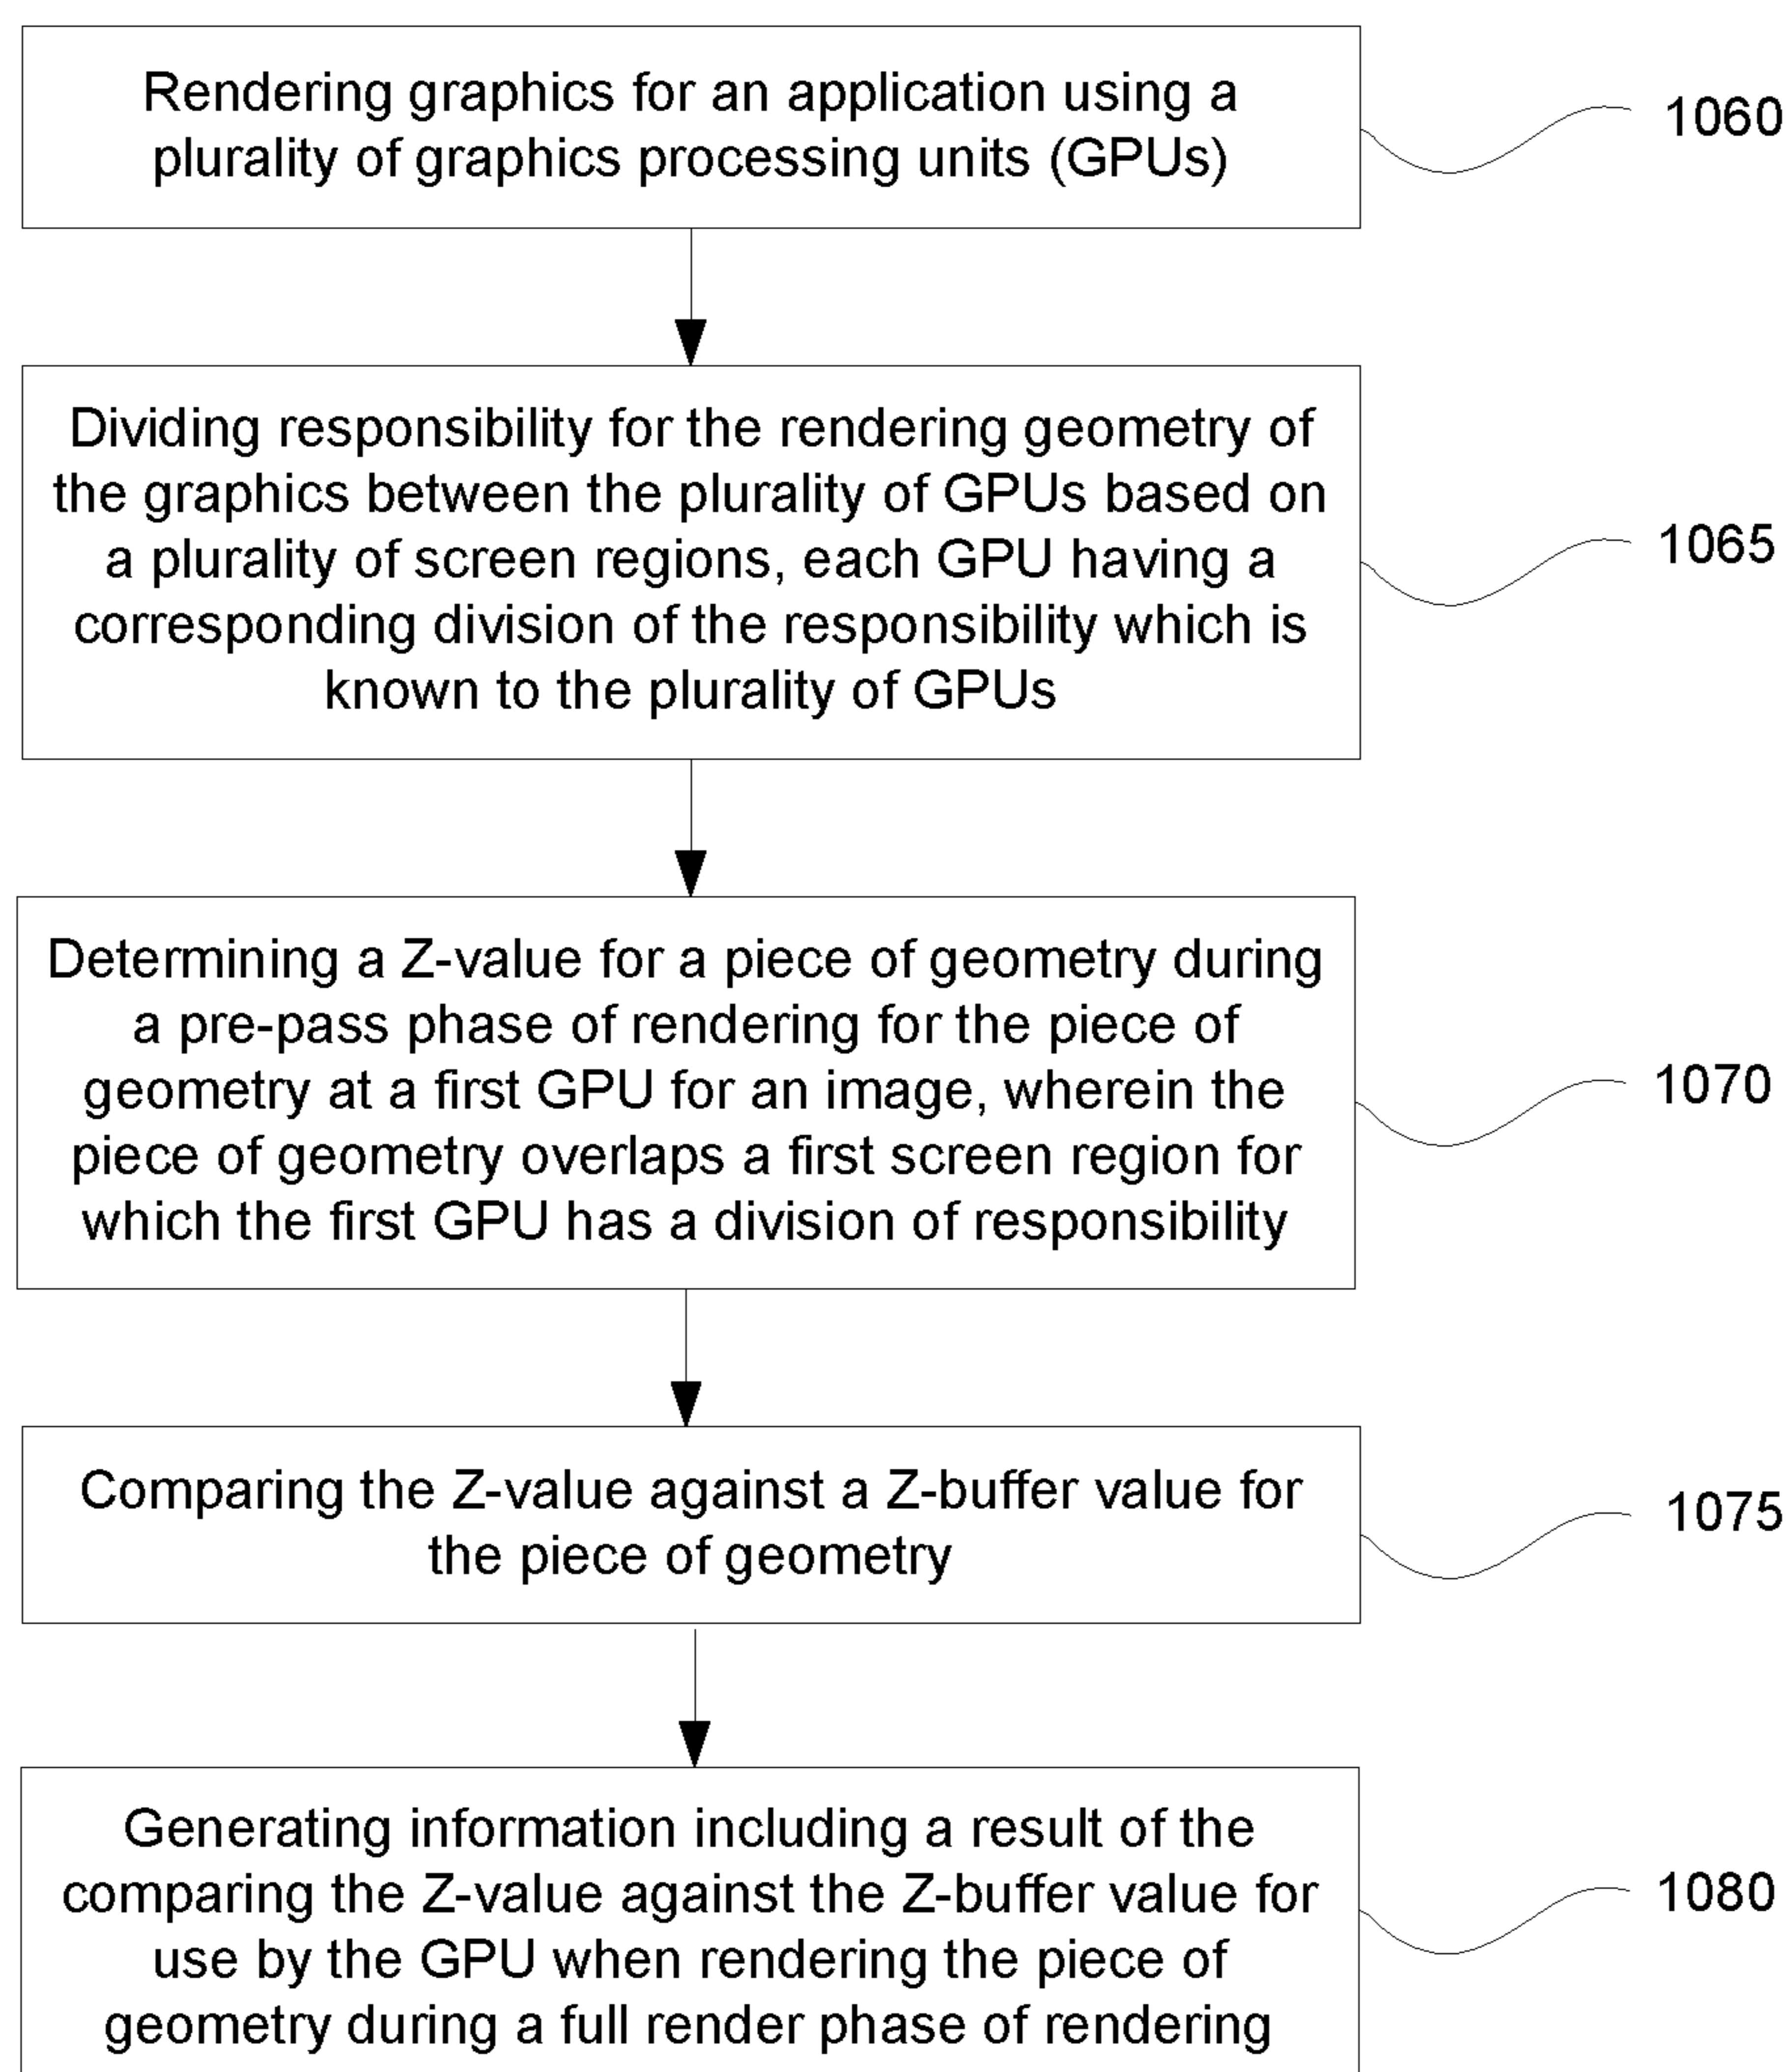 Rendering graphics for an application using a
plurality of graphics processing units (GPUs)
1060
Dividing responsibility for the rendering geometry of
the graphics between the plurality of GPUs based on
a plurality of screen regions, each GPU having a
corresponding division of the responsibility which is
known to the plurality of GPUs
1065
Determining a Z-value for a piece of geometry during
a pre-pass phase of rendering for the piece of
geometry at a first GPU for an image, wherein the
piece of geometry overlaps a first screen region for
which the first GPU has a division of responsibility
1070
Comparing the Z-value against a Z-buffer value for
the piece of geometry
1075
Generating information including a result of the
comparing the Z-value against the Z-buffer value for
use by the GPU when rendering the piece of
geometry during a full render phase of rendering
1080